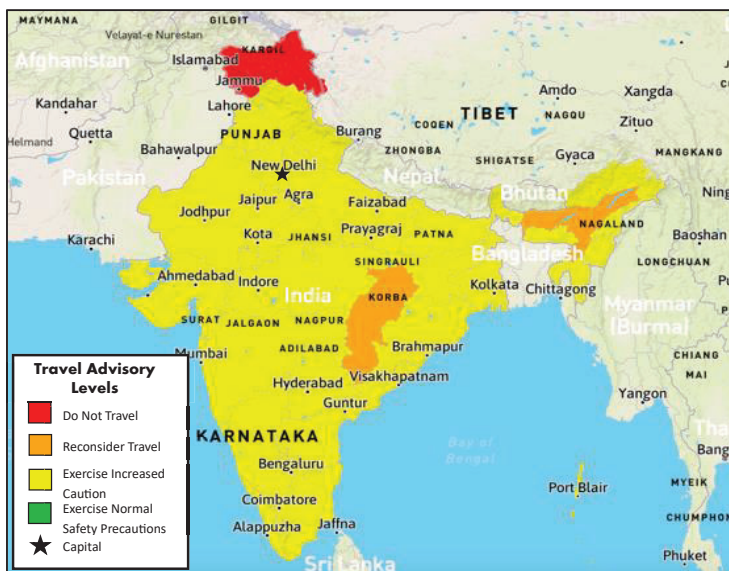 MAYMANA
GILGIT
Velayat-e Nurestan
KARGIL
Afghanistan
Islamabad
Jammu
Amdo
Xangda
Kandahar
Lahore
TIBET
NAGQU
COQEN
Zituo
Helmand
Quetta
PUNJAB
Burang
ZHONGBA
SHIGATSE
Gyaca
MANGKANG
Bahawalpur
New Delhi
Pakistan
Nepal
Bhutan
Ning
Jaipur
Agra
Faizabad
Jodhpur
NAGALAND
Karachi
Kota
JHANSI
Prayagraj
PATNA
Baoshan
Bangladesh
SINGRAULI
LONGCHUAN
Ahmedabad
Indore
India
KORBA
Kolkata
Chittagong
Myanmar
(Burma)
SURAT
JALGAON
NAGPUR
Mumbai
ADILABAD
Brahmapur
CHIANG
MAI
Hyderabad
Visakhapatnam
Guntur
Yangon
KARNATAKA
Bay of
Bengal
Tha
Bang
Bengaluru
Port Blair
MYEIK
Coimbatore
CHUMPHON
Alappuzha
Jaffna
Sri Lanka
Phuket
Travel Advisory
Levels
Do Not Travel
Reconsider Travel
Exercise Increased
Caution
Exercise Normal
Safety Precautions
Capital